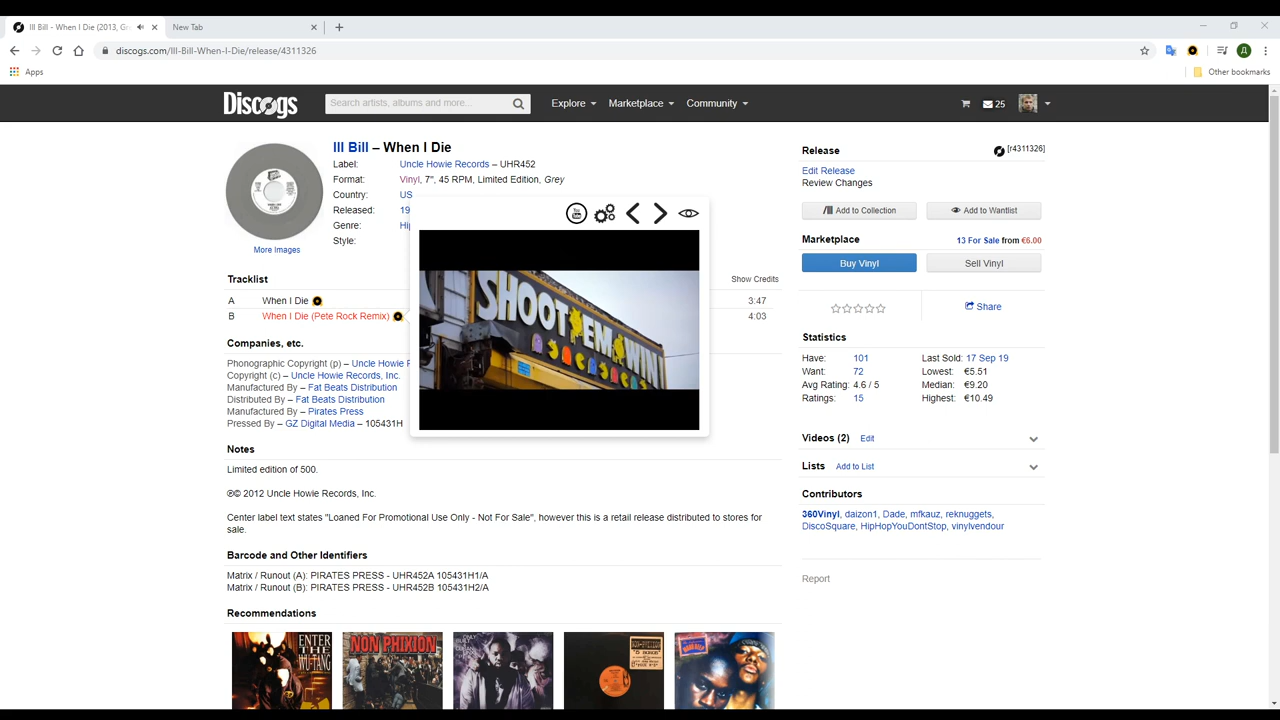 Ill Bill - When I Die (2013, Gr
New Tab
discogs.com/Ill-Bill-When-I-Die/release/4311326
Д
Apps
Other bookmarks
Discogs
Search artists, albums and more...
Explore
Marketplace
Community
25
Ill Bill – When I Die
Label: Uncle Howie Records – UHR452
Format: Vinyl, 7", 45 RPM, Limited Edition, Grey
Country: US
Released: 19
Genre: Hi
Style:
More Images
Tracklist
Show Credits
A When I Die 3:47
B When I Die (Pete Rock Remix) 4:03
SHOOT EM WIN
Companies, etc.
Phonographic Copyright (p) – Uncle Howie R
Copyright (c) – Uncle Howie Records, Inc.
Manufactured By – Fat Beats Distribution
Distributed By – Fat Beats Distribution
Manufactured By – Pirates Press
Pressed By – GZ Digital Media – 105431H
Notes
Limited edition of 500.
℗© 2012 Uncle Howie Records, Inc.
Center label text states "Loaned For Promotional Use Only - Not For Sale", however this is a retail release distributed to stores for
sale.
Barcode and Other Identifiers
Matrix / Runout (A): PIRATES PRESS - UHR452A 105431H1/A
Matrix / Runout (B): PIRATES PRESS - UHR452B 105431H2/A
Recommendations
ENTER
THE
WU-TANG
NON PHIXION
Release
[r4311326]
Edit Release
Review Changes
Add to Collection
Add to Wantlist
Marketplace
13 For Sale from €6.00
Buy Vinyl
Sell Vinyl
Share
Statistics
Have: 101
Want: 72
Avg Rating: 4.6 / 5
Ratings: 15
Last Sold: 17 Sep 19
Lowest: €5.51
Median: €9.20
Highest: €10.49
Videos (2) Edit
Lists Add to List
Contributors
360Vinyl, daizon1, Dade, mfkauz, reknuggets,
DiscoSquare, HipHopYouDontStop, vinylvendour
Report